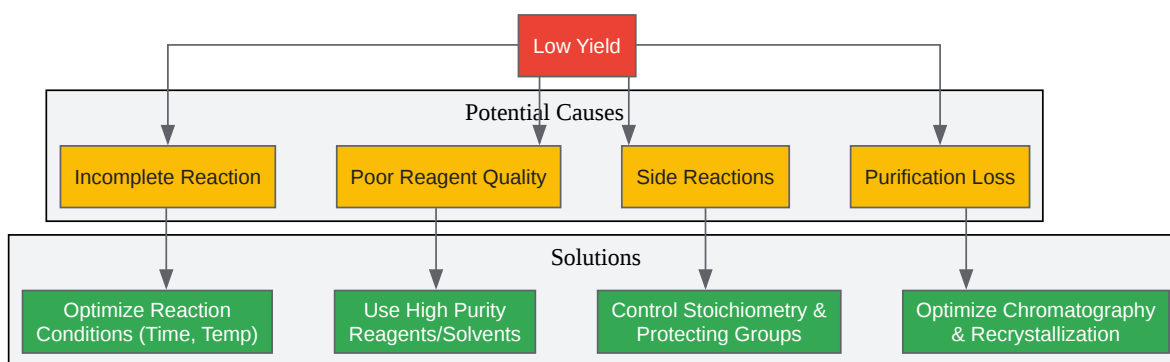 Low Yield
Potential Causes
Incomplete Reaction
Poor Reagent Quality
Side Reactions
Purification Loss
Solutions
Optimize Reaction
Conditions (Time, Temp)
Use High Purity
Reagents/Solvents
Control Stoichiometry &
Protecting Groups
Optimize Chromatography
& Recrystallization